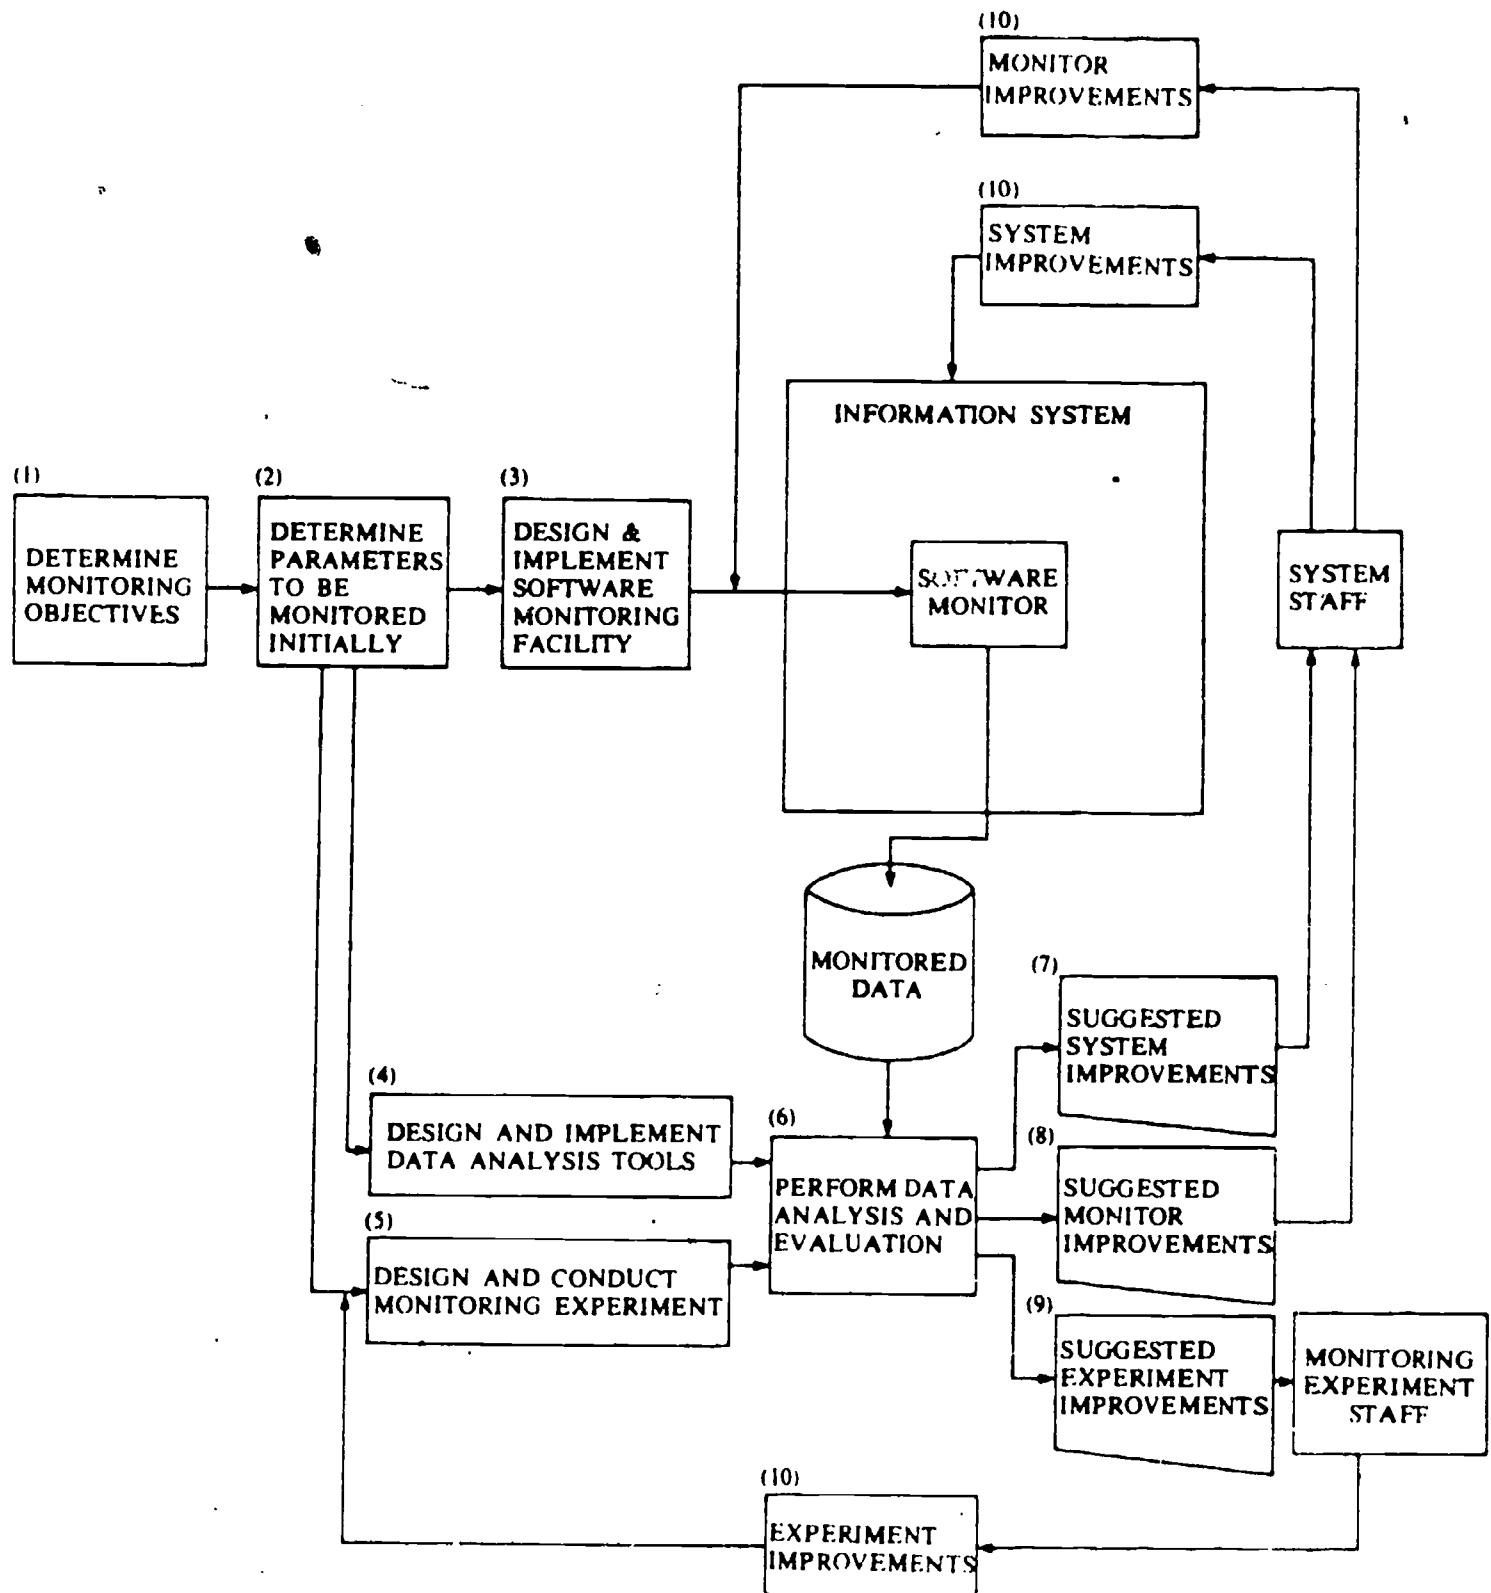 (10)
MONITOR
IMPROVEMENTS
(10)
SYSTEM
IMPROVEMENTS
INFORMATION SYSTEM
(1)
DETERMINE
MONITORING
OBJECTIVES
(2)
DETERMINE
PARAMETERS
TO BE
MONITORED
INITIALLY
(3)
DESIGN &
IMPLEMENT
SOFTWARE
MONITORING
FACILITY
SOFTWARE
MONITOR
SYSTEM
STAFF
MONITORED
DATA
(4)
DESIGN AND IMPLEMENT
DATA ANALYSIS TOOLS
(5)
DESIGN AND CONDUCT
MONITORING EXPERIMENT
(6)
PERFORM DATA
ANALYSIS AND
EVALUATION
(7)
SUGGESTED
SYSTEM
IMPROVEMENTS
(8)
SUGGESTED
MONITOR
IMPROVEMENTS
(9)
SUGGESTED
EXPERIMENT
IMPROVEMENTS
MONITORING
EXPERIMENT
STAFF
(10)
EXPERIMENT
IMPROVEMENTS